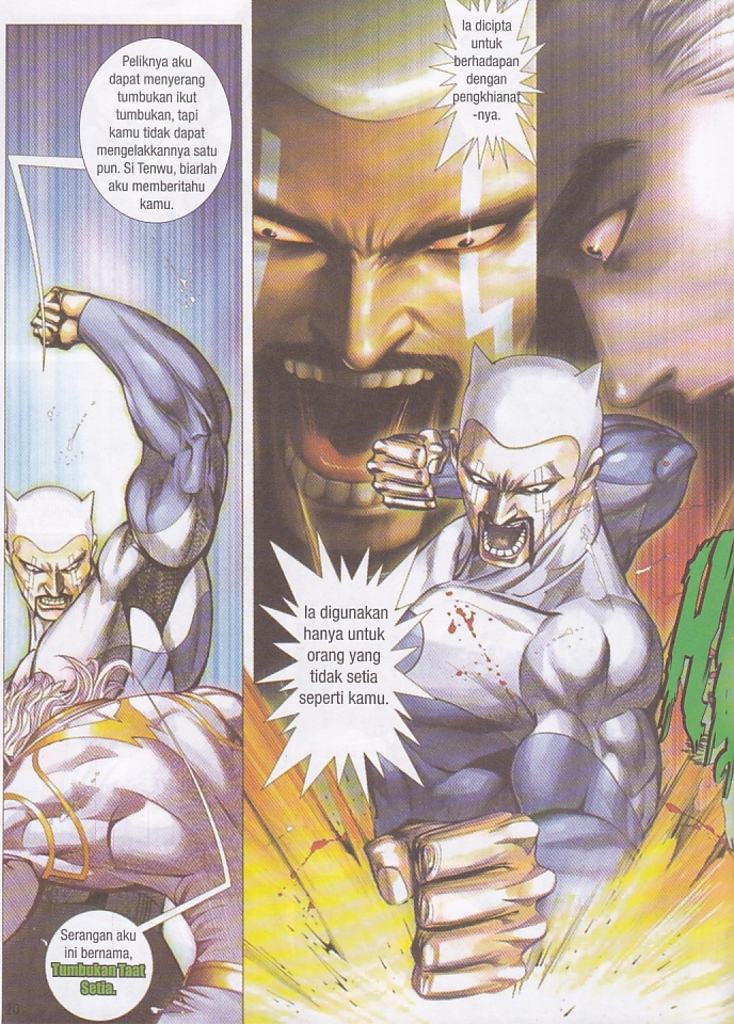 Peliknya aku
dapat menyerang
tumbukan ikut
tumbukan, tapi
kamu tidak dapat
mengelakkannya satu
pun. Si Tenwu, biarlah
aku memberitahu
kamu.
Serangan aku
ini bernama,
Tumbukan Taat
Setia.
Ia dicipta
untuk
berhadapan
dengan
pengkhianat
-nya.
Ia digunakan
hanya untuk
orang yang
tidak setia
seperti kamu.
20